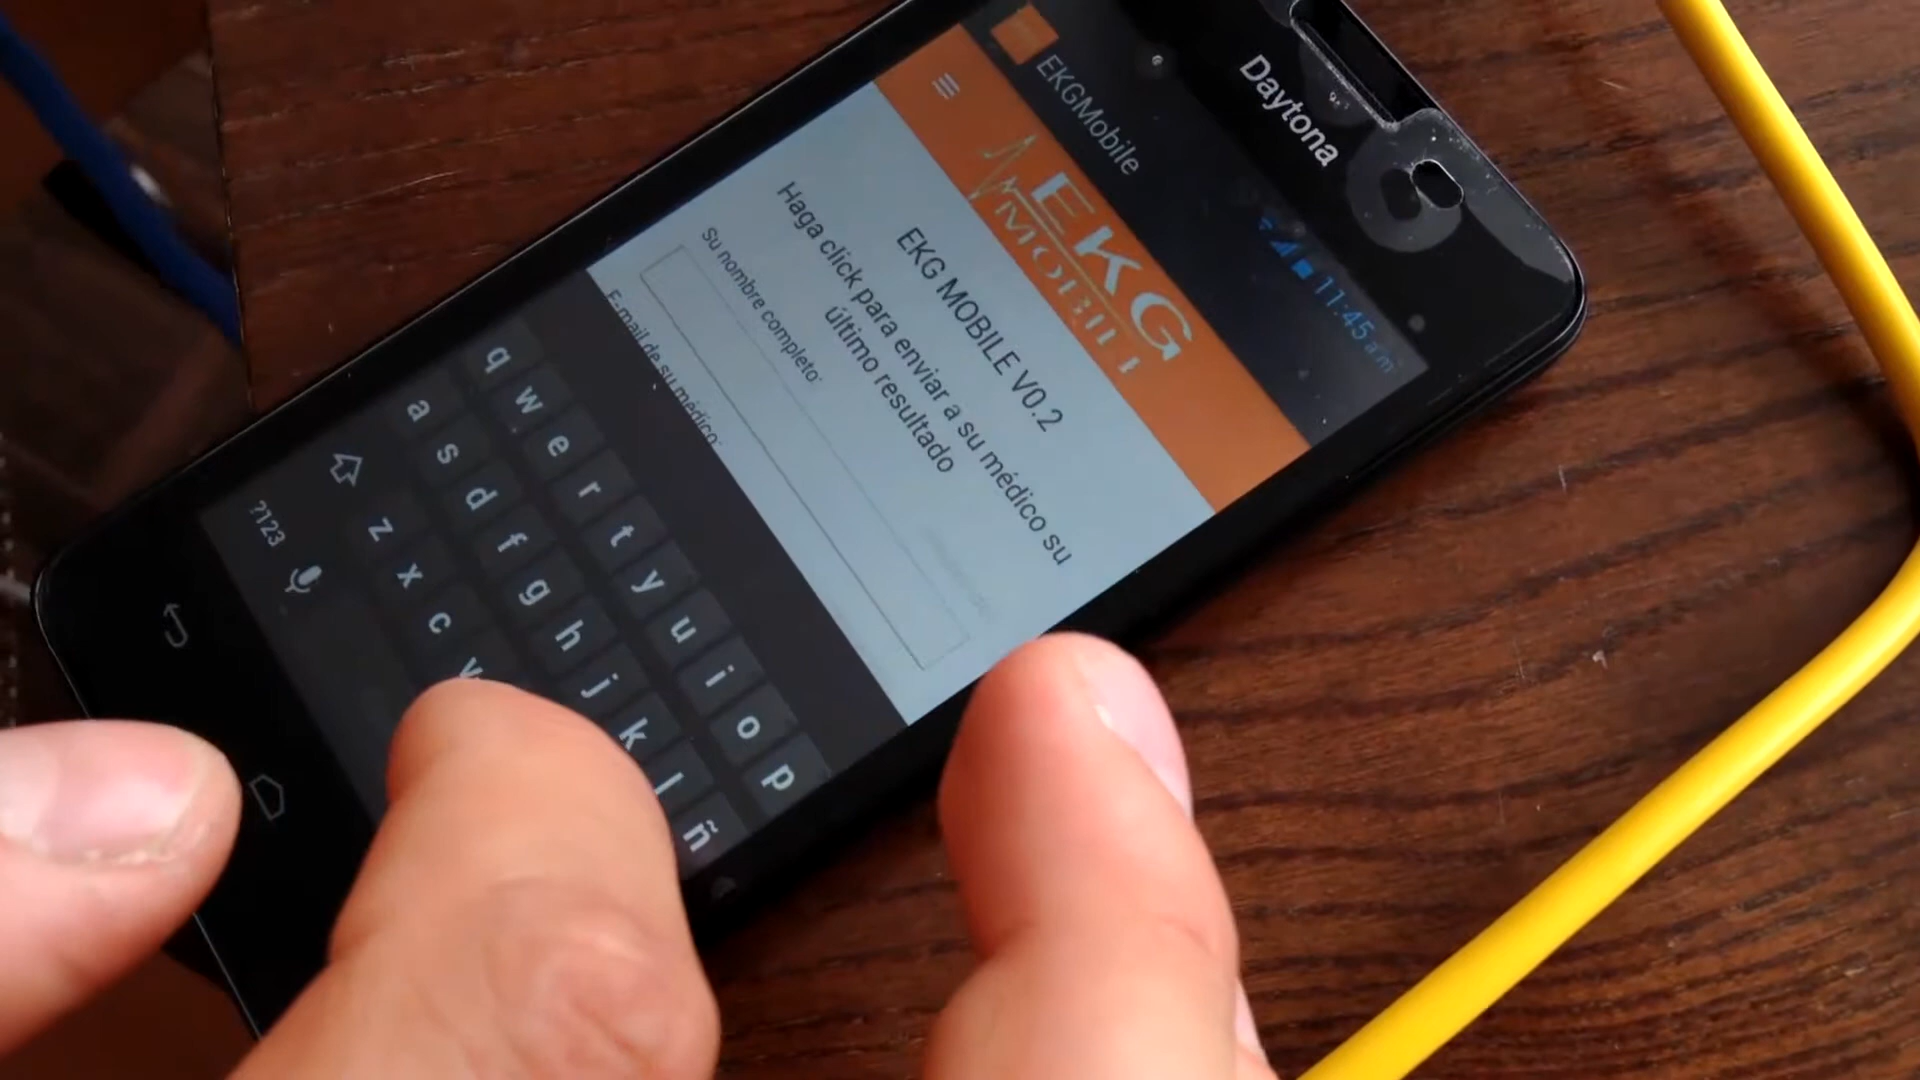 Daytona
11:45 am
EKGMobile
EKG
MOBILE
EKG MOBILE V0.2
Haga click para enviar a su médico su
último resultado
Su nombre completo:
E-mail de su médico:
q w e r t y u i o p
a s d f g h j k l ñ
z x c v
?123